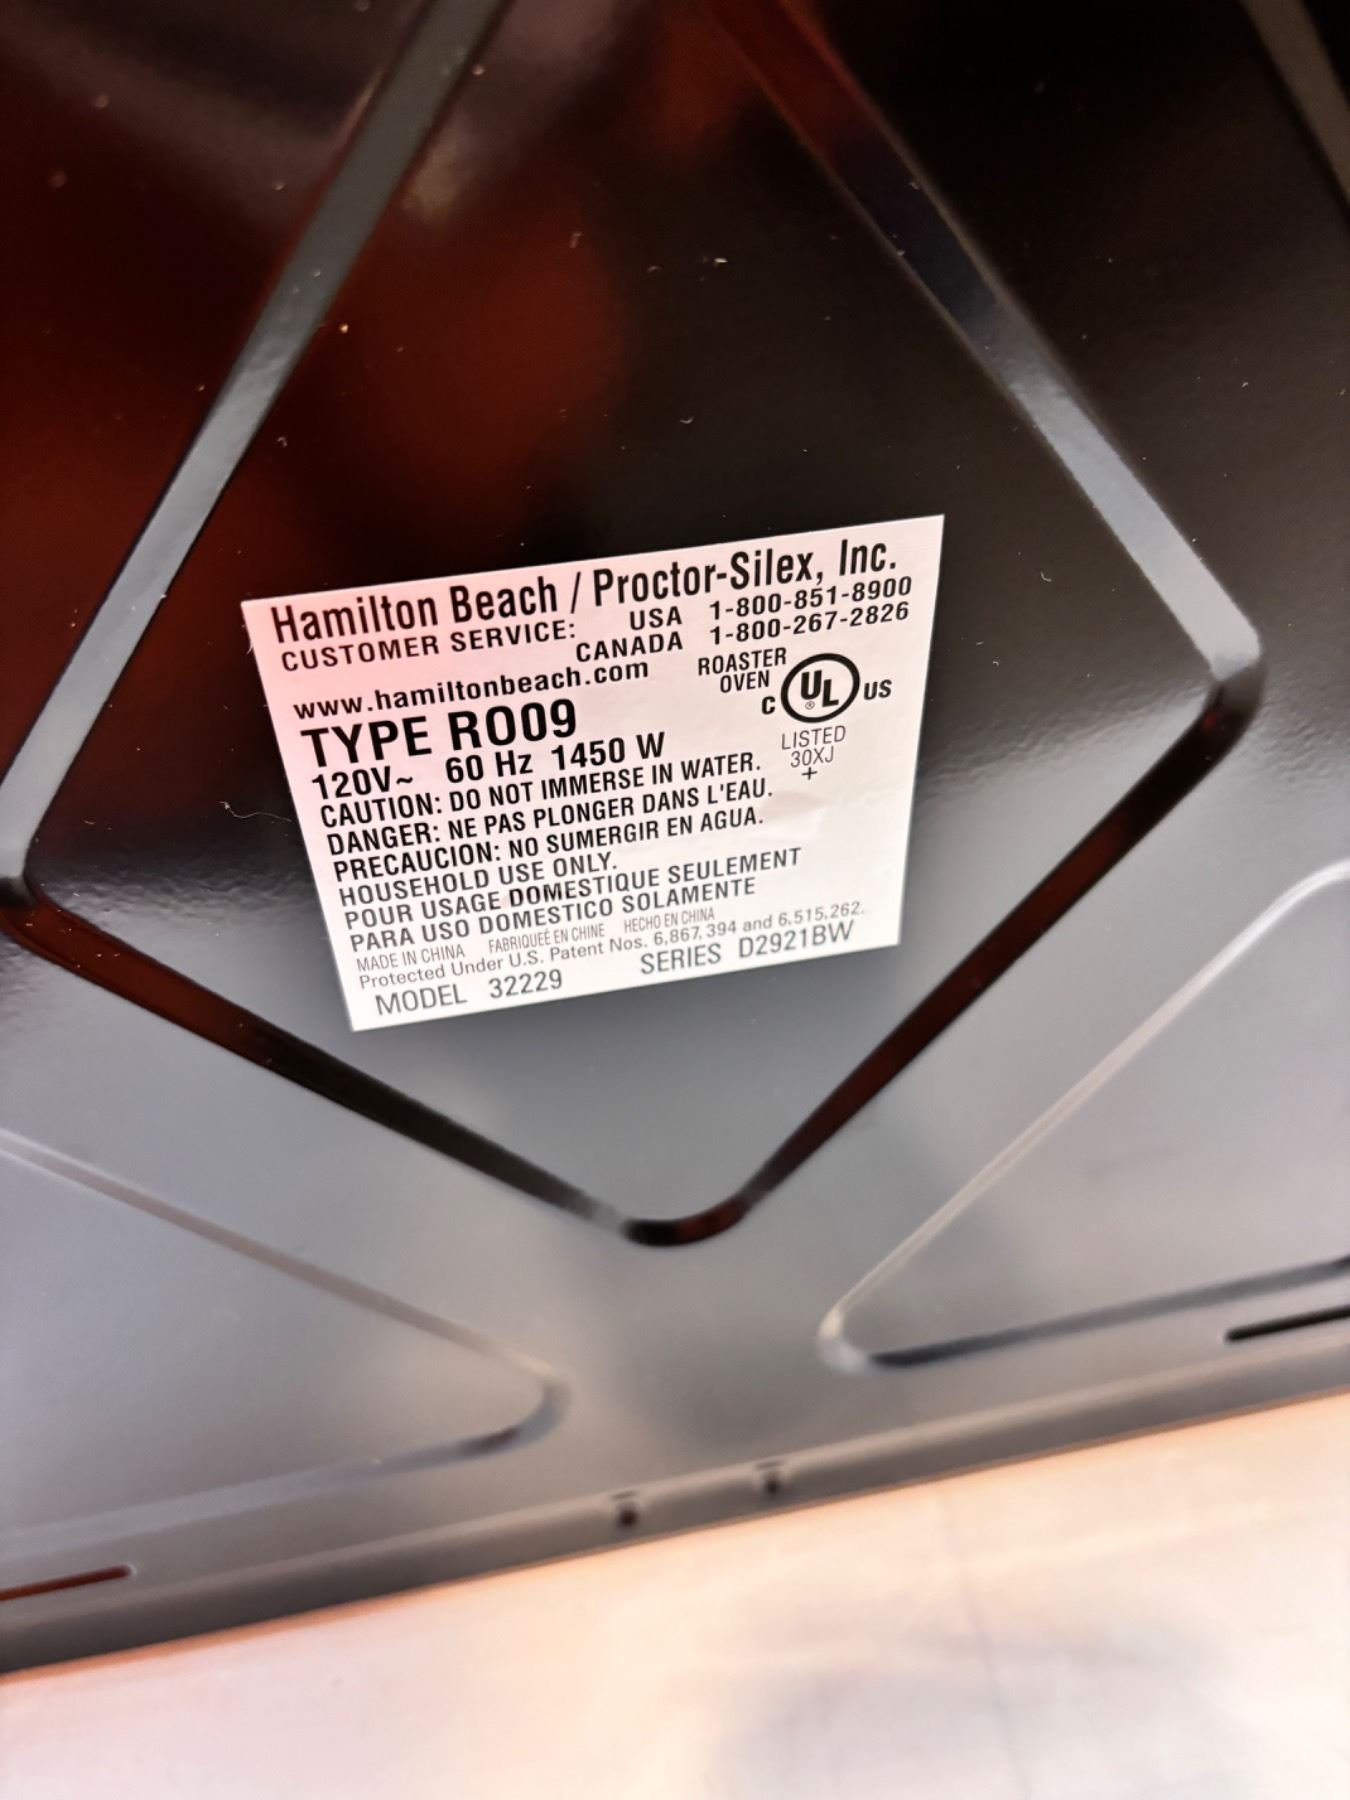 Hamilton Beach / Proctor-Silex, Inc.
CUSTOMER SERVICE: USA 1-800-851-8900
CANADA 1-800-267-2826
www.hamiltonbeach.com
ROASTER
OVEN
TYPE RO09
C UL ® US
LISTED
30XJ
+
120V~ 60 Hz 1450 W
CAUTION: DO NOT IMMERSE IN WATER.
DANGER: NE PAS PLONGER DANS L'EAU.
PRECAUCION: NO SUMERGIR EN AGUA.
HOUSEHOLD USE ONLY.
POUR USAGE DOMESTIQUE SEULEMENT
PARA USO DOMESTICO SOLAMENTE
MADE IN CHINA FABRIQUEÉ EN CHINE HECHO EN CHINA
Protected Under U.S. Patent Nos. 6,867,394 and 6,515,262.
MODEL 32229 SERIES D2921BW